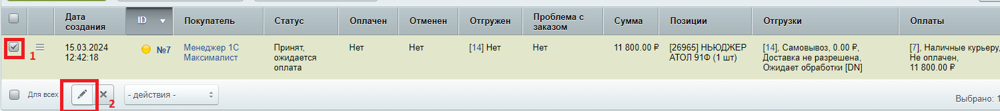 Дата создания
ID
Покупатель
Статус
Оплачен
Отменен
Отгружен
Проблема с заказом
Сумма
Позиции
Отгрузки
Оплаты
1
15.03.2024
12:42:18
№7
Менеджер 1С
Максималист
Принят,
ожидается
оплата
Нет
Нет
[14] Нет
Нет
11 800.00 ₽
[26965] НЬЮДЖЕР
АТОЛ 91Ф (1 шт)
[14], Самовывоз, 0.00 ₽,
Доставка не разрешена,
Ожидает обработки [DN]
[7], Наличные курьеру,
Не оплачен,
11 800.00 ₽
Для всех
2
- действия -
Выбрано: 1